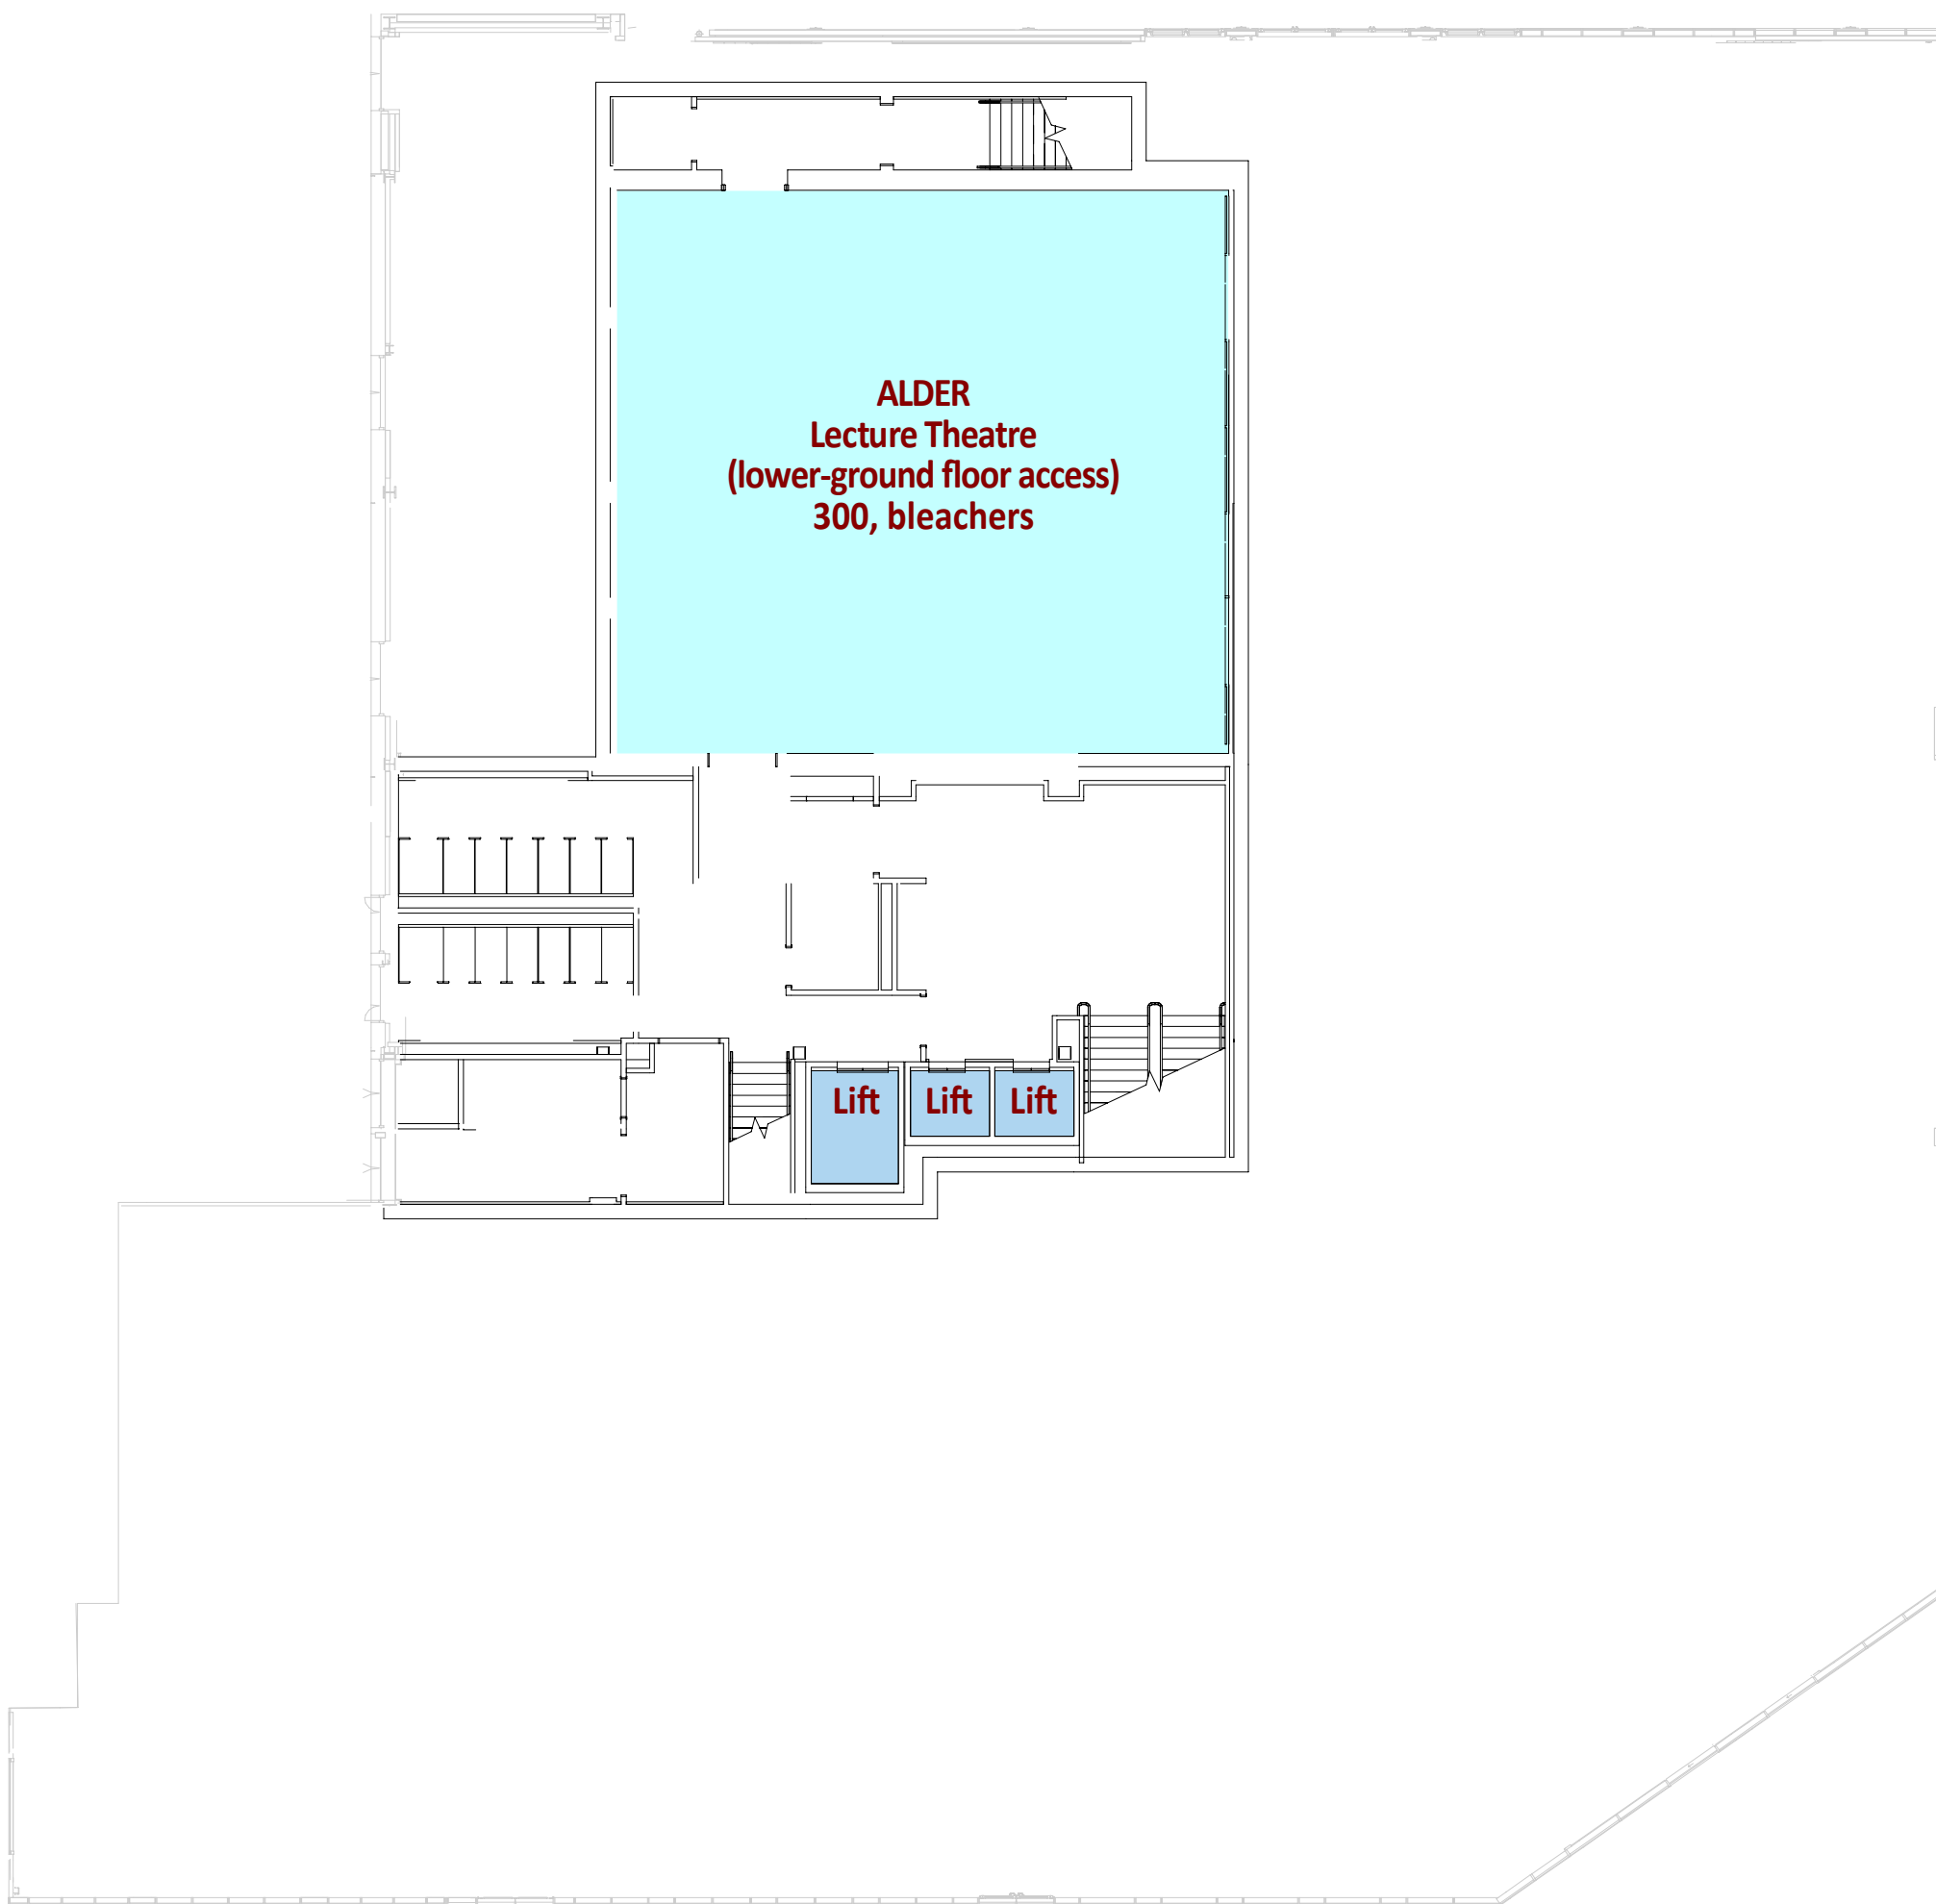 ALDER
Lecture Theatre
(lower-ground floor access)
300, bleachers
Lift
Lift
Lift